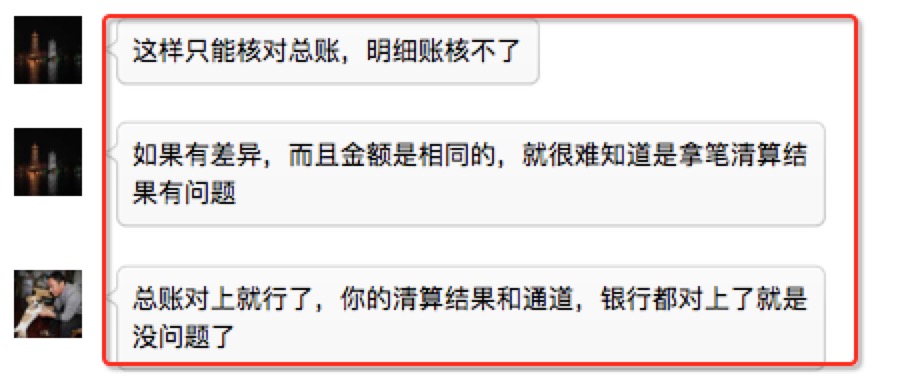 这样只能核对总账，明细账核不了
如果有差异，而且金额是相同的，就很难知道是拿笔清算结
果有问题
总账对上就行了，你的清算结果和通道，银行都对上了就是
没问题了